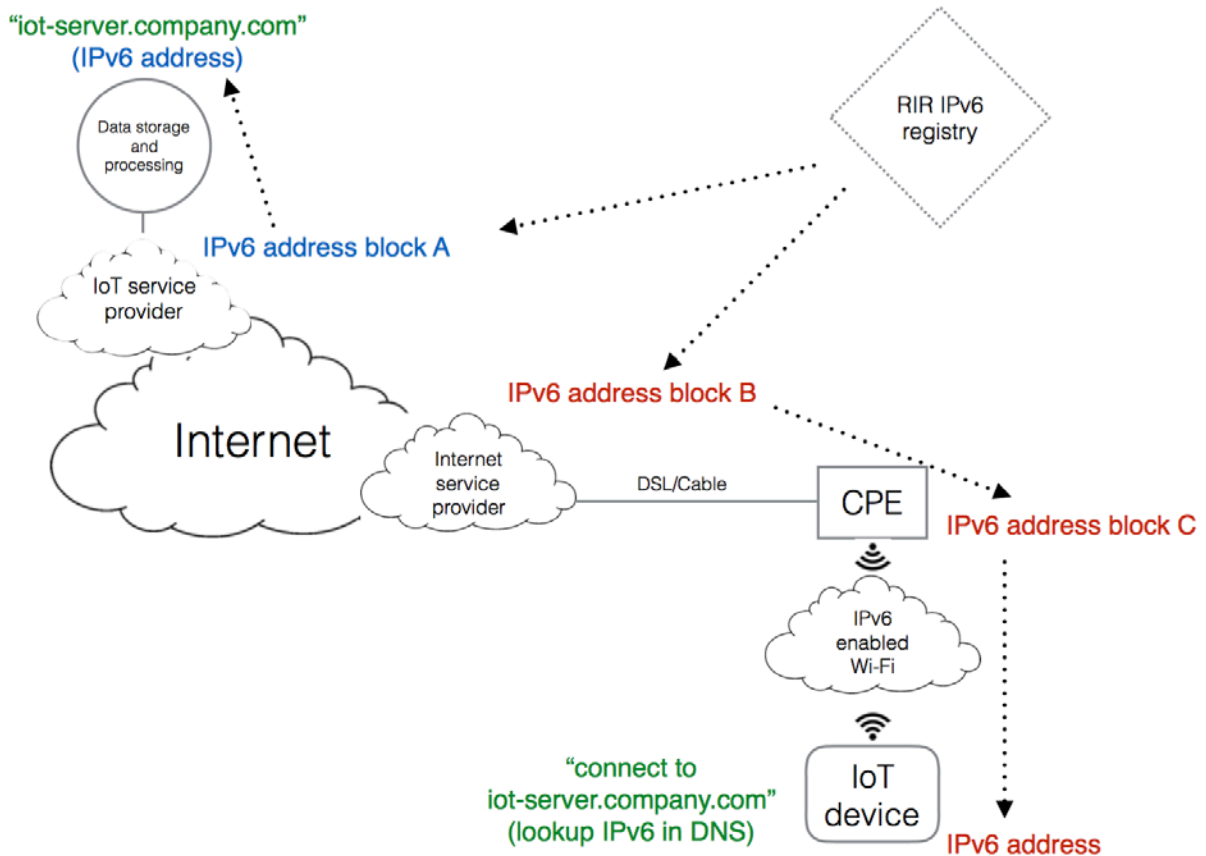 “iot-server.company.com”
(IPv6 address)
Data storage
and
processing
RIR IPv6
registry
IPv6 address block A
IoT service
provider
IPv6 address block B
Internet
Internet
service
provider
DSL/Cable
CPE
IPv6 address block C
IPv6
enabled
Wi-Fi
“connect to
iot-server.company.com”
(lookup IPv6 in DNS)
IoT
device
IPv6 address